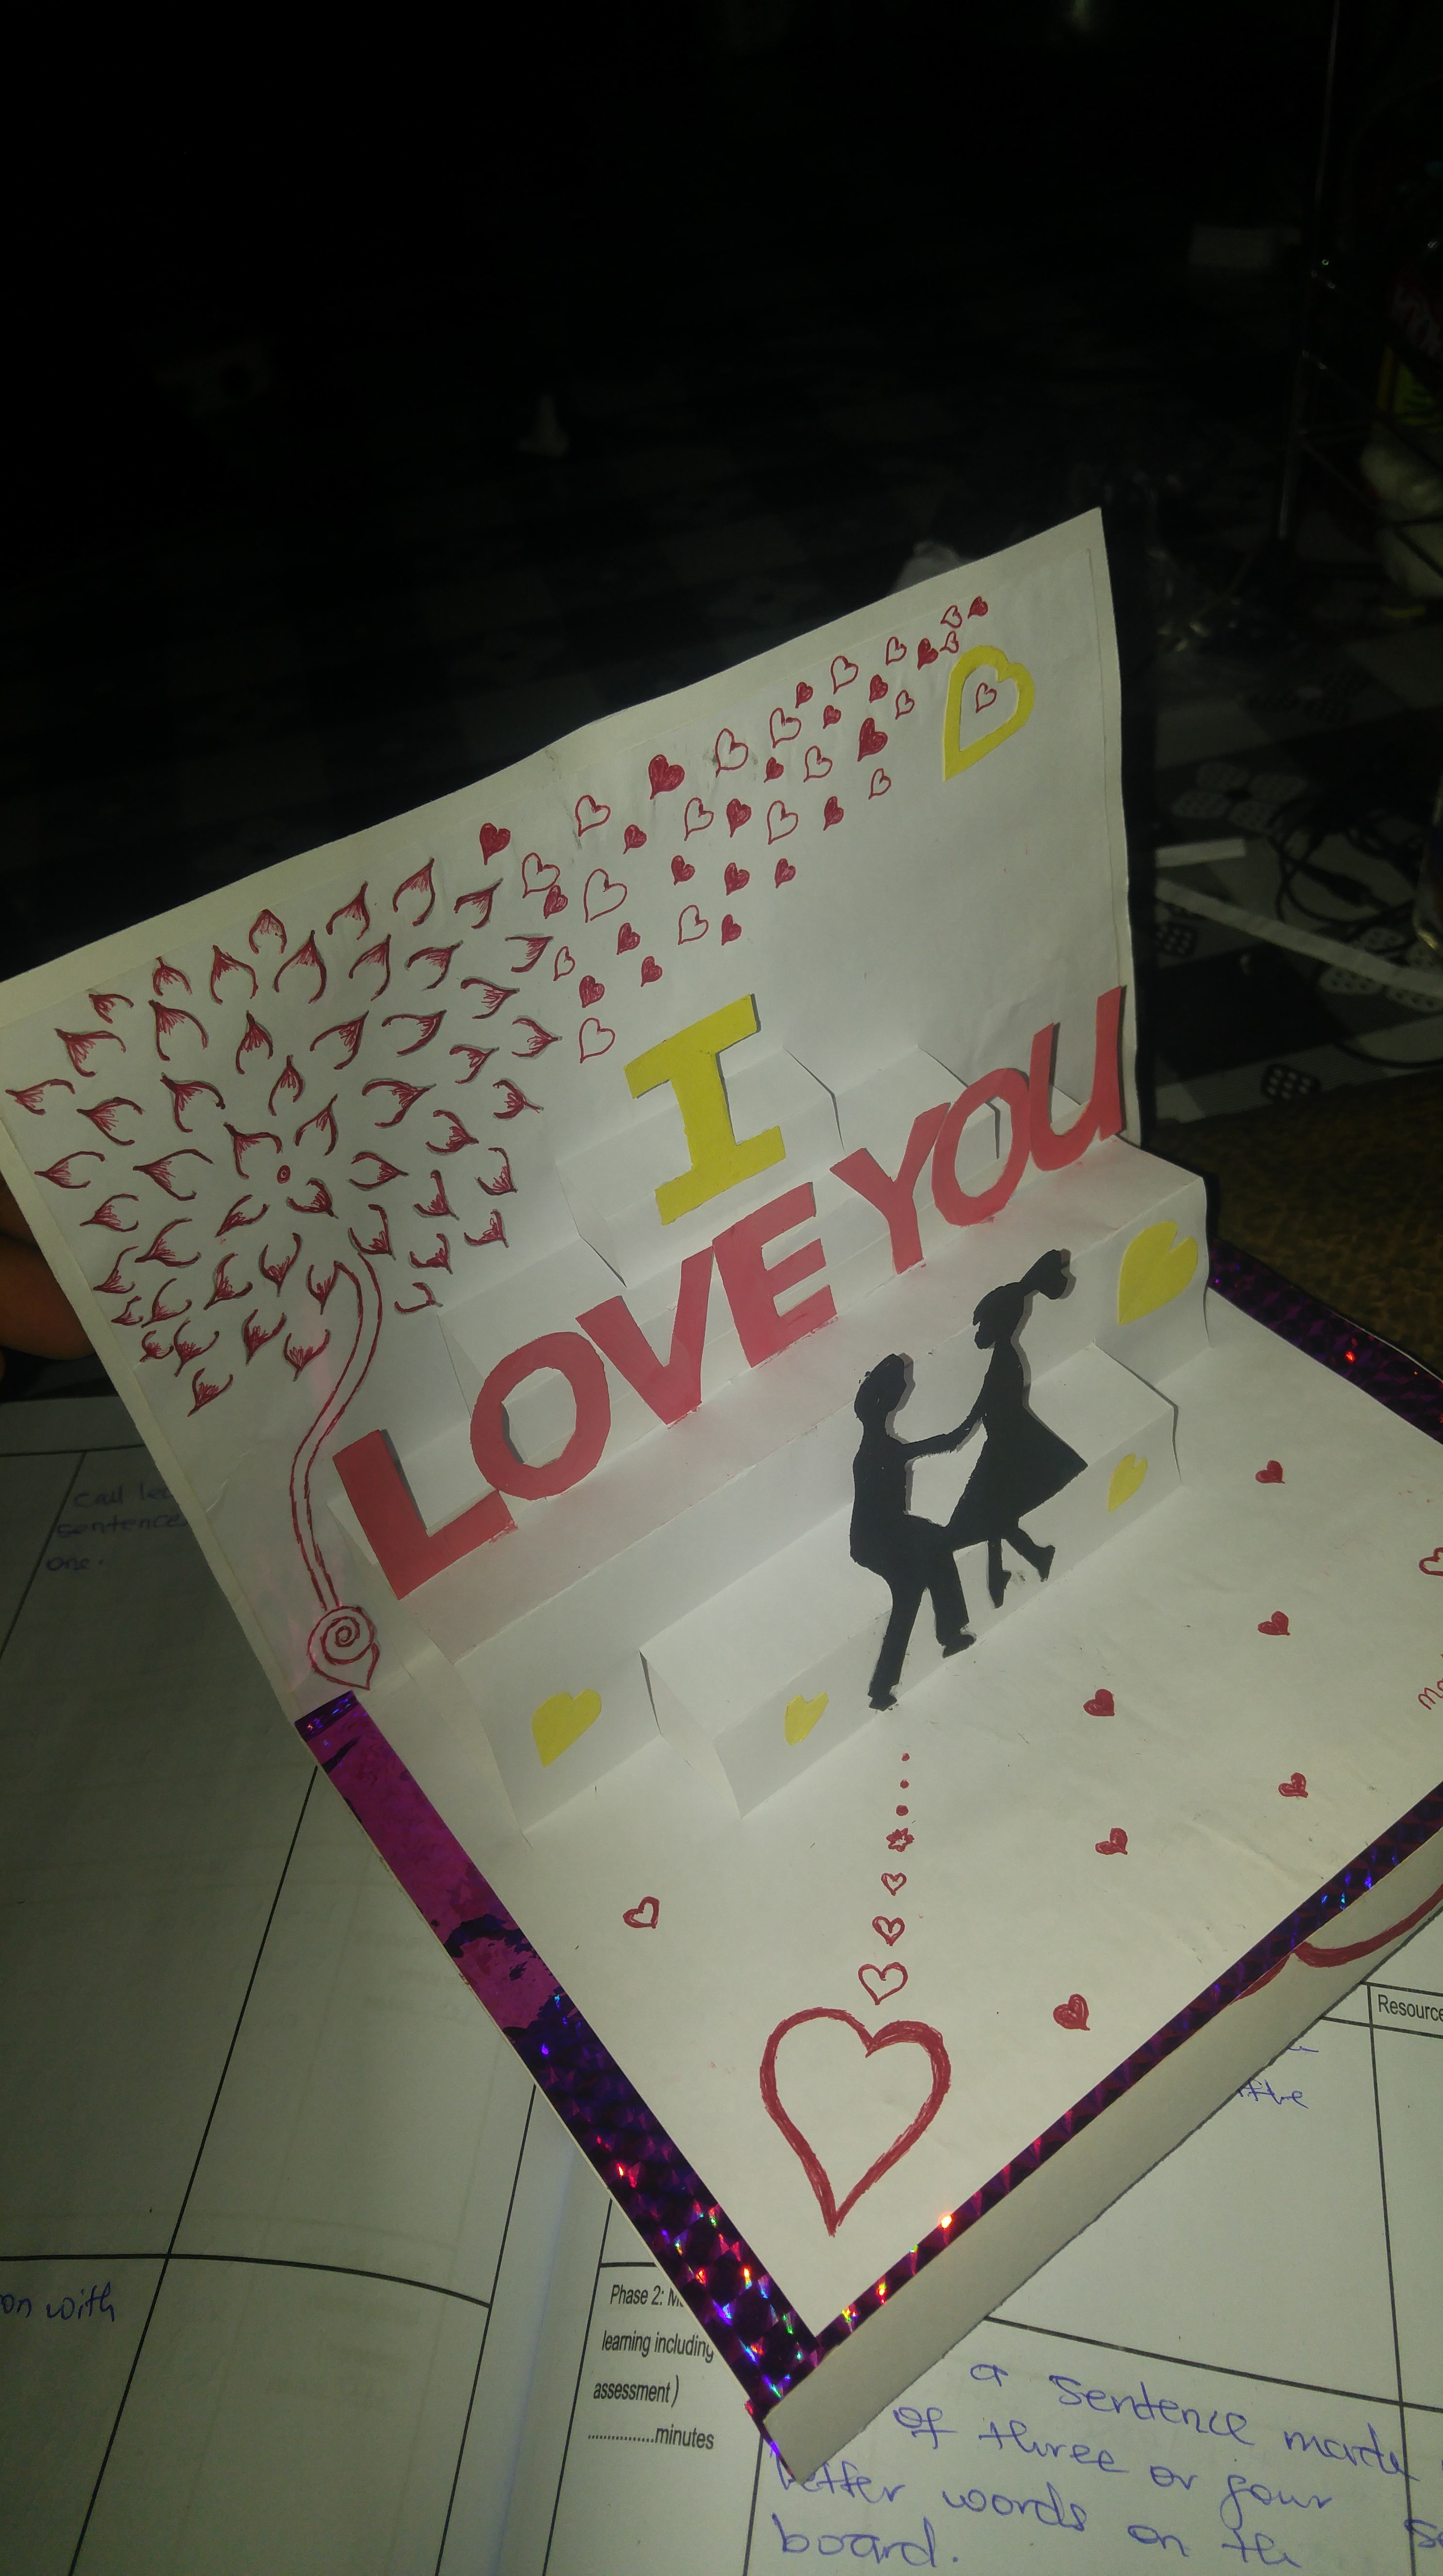 I
LOVE YOU
call
sentence
one.
on with
Resource
Phase 2:
learning including
assessment)
................minutes
a sentence made
of three or four
letter words on the
board.